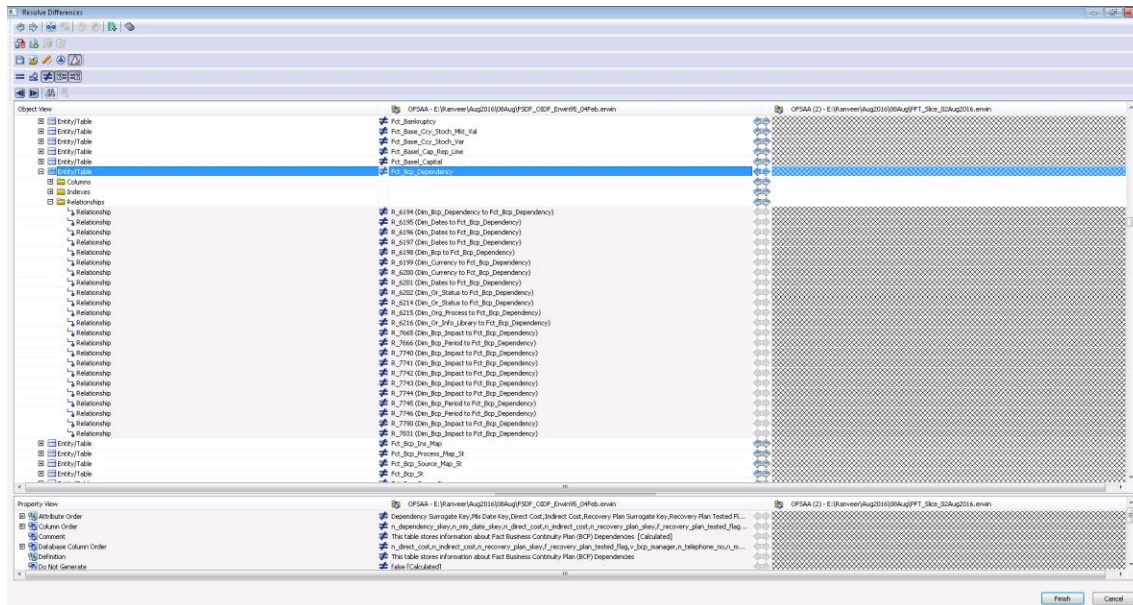 Resolve Differences
Object View OFSAA - E:\Ranveer\Aug2016\08Aug\FSDF_OIDF_Erwin95_04Feb.erwin OFSAA (2) - E:\Ranveer\Aug2016\08Aug\PFT_Slice_02Aug2016.erwin
Entity/Table Fct_Bankruptcy
Entity/Table Fct_Base_Ccy_Stoch_Mkt_Val
Entity/Table Fct_Base_Ccy_Stoch_Var
Entity/Table Fct_Basel_Cap_Rep_Line
Entity/Table Fct_Basel_Capital
Entity/Table Fct_Bcp_Dependency
Columns
Indexes
Relationships
Relationship R_6194 (Dim_Bcp_Dependency to Fct_Bcp_Dependency)
Relationship R_6195 (Dim_Dates to Fct_Bcp_Dependency)
Relationship R_6196 (Dim_Dates to Fct_Bcp_Dependency)
Relationship R_6197 (Dim_Dates to Fct_Bcp_Dependency)
Relationship R_6198 (Dim_Bcp to Fct_Bcp_Dependency)
Relationship R_6199 (Dim_Currency to Fct_Bcp_Dependency)
Relationship R_6200 (Dim_Currency to Fct_Bcp_Dependency)
Relationship R_6201 (Dim_Dates to Fct_Bcp_Dependency)
Relationship R_6202 (Dim_Or_Status to Fct_Bcp_Dependency)
Relationship R_6214 (Dim_Or_Status to Fct_Bcp_Dependency)
Relationship R_6215 (Dim_Org_Process to Fct_Bcp_Dependency)
Relationship R_6216 (Dim_Or_Info_Library to Fct_Bcp_Dependency)
Relationship R_7665 (Dim_Bcp_Impact to Fct_Bcp_Dependency)
Relationship R_7666 (Dim_Bcp_Period to Fct_Bcp_Dependency)
Relationship R_7740 (Dim_Bcp_Impact to Fct_Bcp_Dependency)
Relationship R_7741 (Dim_Bcp_Impact to Fct_Bcp_Dependency)
Relationship R_7742 (Dim_Bcp_Impact to Fct_Bcp_Dependency)
Relationship R_7743 (Dim_Bcp_Impact to Fct_Bcp_Dependency)
Relationship R_7744 (Dim_Bcp_Impact to Fct_Bcp_Dependency)
Relationship R_7745 (Dim_Bcp_Period to Fct_Bcp_Dependency)
Relationship R_7746 (Dim_Bcp_Period to Fct_Bcp_Dependency)
Relationship R_7790 (Dim_Bcp_Impact to Fct_Bcp_Dependency)
Relationship R_7831 (Dim_Bcp_Impact to Fct_Bcp_Dependency)
Entity/Table Fct_Bcp_Ins_Map
Entity/Table Fct_Bcp_Process_Map_St
Entity/Table Fct_Bcp_Source_Map_St
Entity/Table Fct_Bcp_St
Property View OFSAA - E:\Ranveer\Aug2016\08Aug\FSDF_OIDF_Erwin95_04Feb.erwin OFSAA (2) - E:\Ranveer\Aug2016\08Aug\PFT_Slice_02Aug2016.erwin
Attribute Order Dependency Surrogate Key,Mis Date Key,Direct Cost,Indirect Cost,Recovery Plan Surrogate Key,Recovery Plan Tested Fl...
Column Order n_dependency_skey,n_mis_date_skey,n_direct_cost,n_indirect_cost,n_recovery_plan_skey,f_recovery_plan_tested_flag...
Comment This table stores information about Fact Business Continuity Plan (BCP) Dependencies [Calculated]
Database Column Order n_direct_cost,n_indirect_cost,n_recovery_plan_skey,f_recovery_plan_tested_flag,v_bcp_manager,n_telephone_no,n_m...
Definition This table stores information about Fact Business Continuity Plan (BCP) Dependencies
Do Not Generate false [Calculated]
Finish Cancel